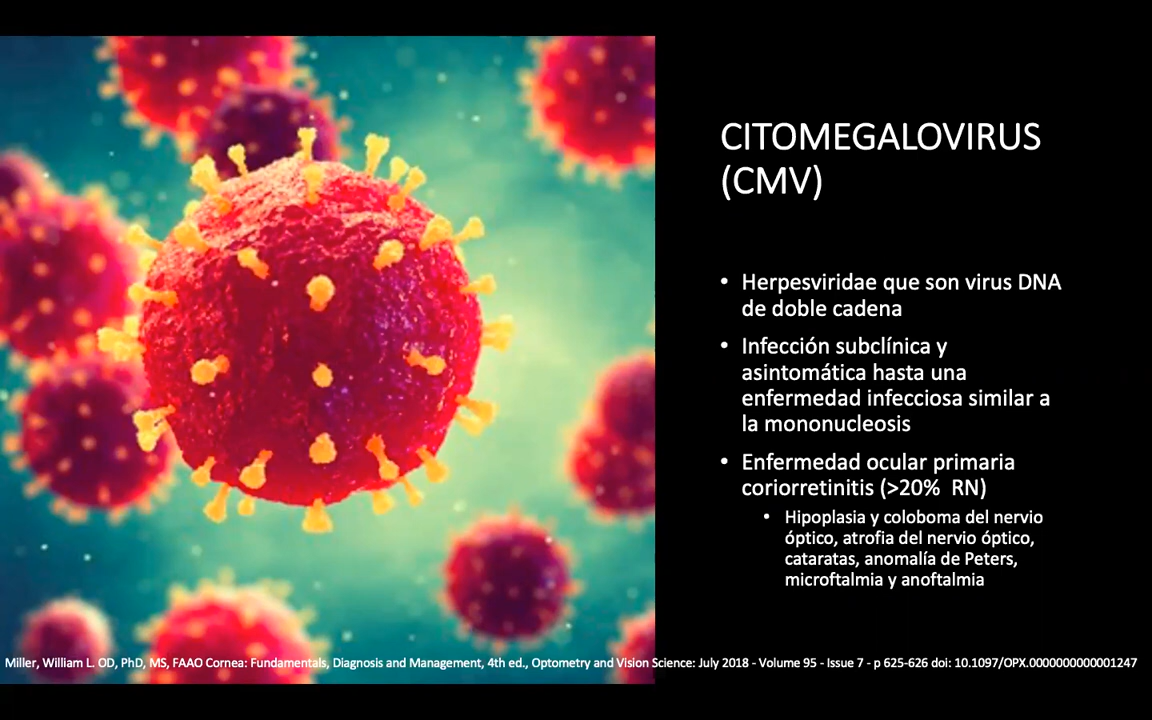 CITOMEGALOVIRUS
(CMV)
• Herpesviridae que son virus DNA
de doble cadena
• Infección subclínica y
asintomática hasta una
enfermedad infecciosa similar a
la mononucleosis
• Enfermedad ocular primaria
coriorretinitis (>20%  RN)
• Hipoplasia y coloboma del nervio
óptico, atrofia del nervio óptico,
cataratas, anomalía de Peters,
microftalmia y anoftalmia
Miller, William L. OD, PhD, MS, FAAO Cornea: Fundamentals, Diagnosis and Management, 4th ed., Optometry and Vision Science: July 2018 - Volume 95 - Issue 7 - p 625-626 doi: 10.1097/OPX.0000000000001247